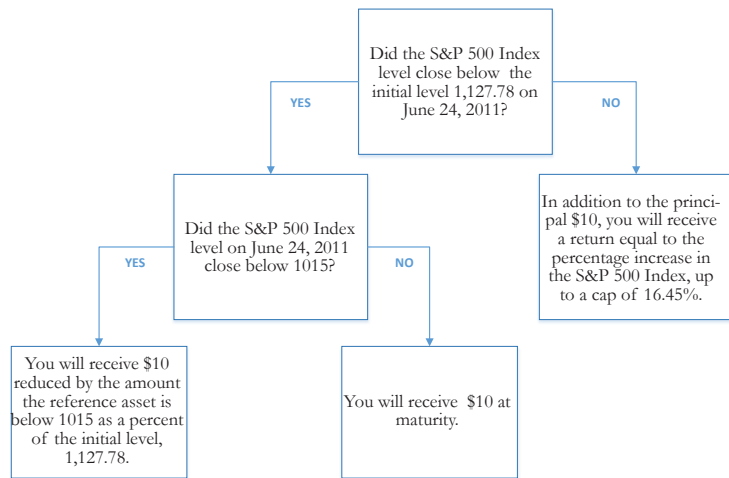 Did the S&P 500 Index
level close below the
initial level 1,127.78 on
June 24, 2011?
YES
NO
Did the S&P 500 Index
level on June 24, 2011
close below 1015?
In addition to the princi-
pal $10, you will receive
a return equal to the
percentage increase in
the S&P 500 Index, up
to a cap of 16.45%.
YES
NO
You will receive $10
reduced by the amount
the reference asset is
below 1015 as a percent
of the initial level,
1,127.78.
You will receive $10 at
maturity.